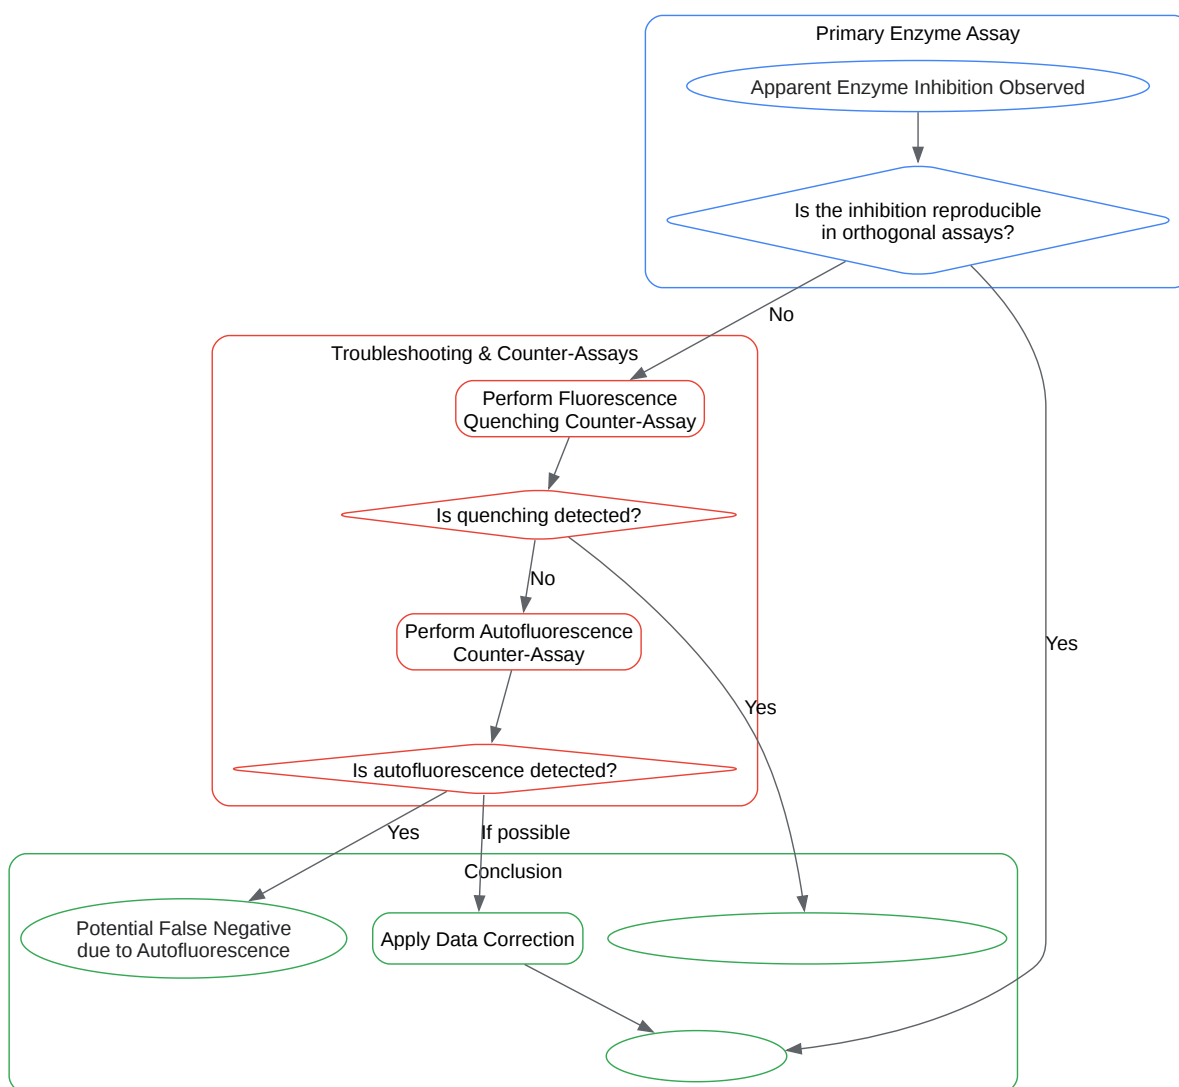 Primary Enzyme Assay
Apparent Enzyme Inhibition Observed
Is the inhibition reproducible
in orthogonal assays?
No
Troubleshooting & Counter-Assays
Perform Fluorescence
Quenching Counter-Assay
Is quenching detected?
No
Perform Autofluorescence
Counter-Assay
Yes
Yes
Is autofluorescence detected?
Yes
If possible
Conclusion
Potential False Negative
due to Autofluorescence
Apply Data Correction